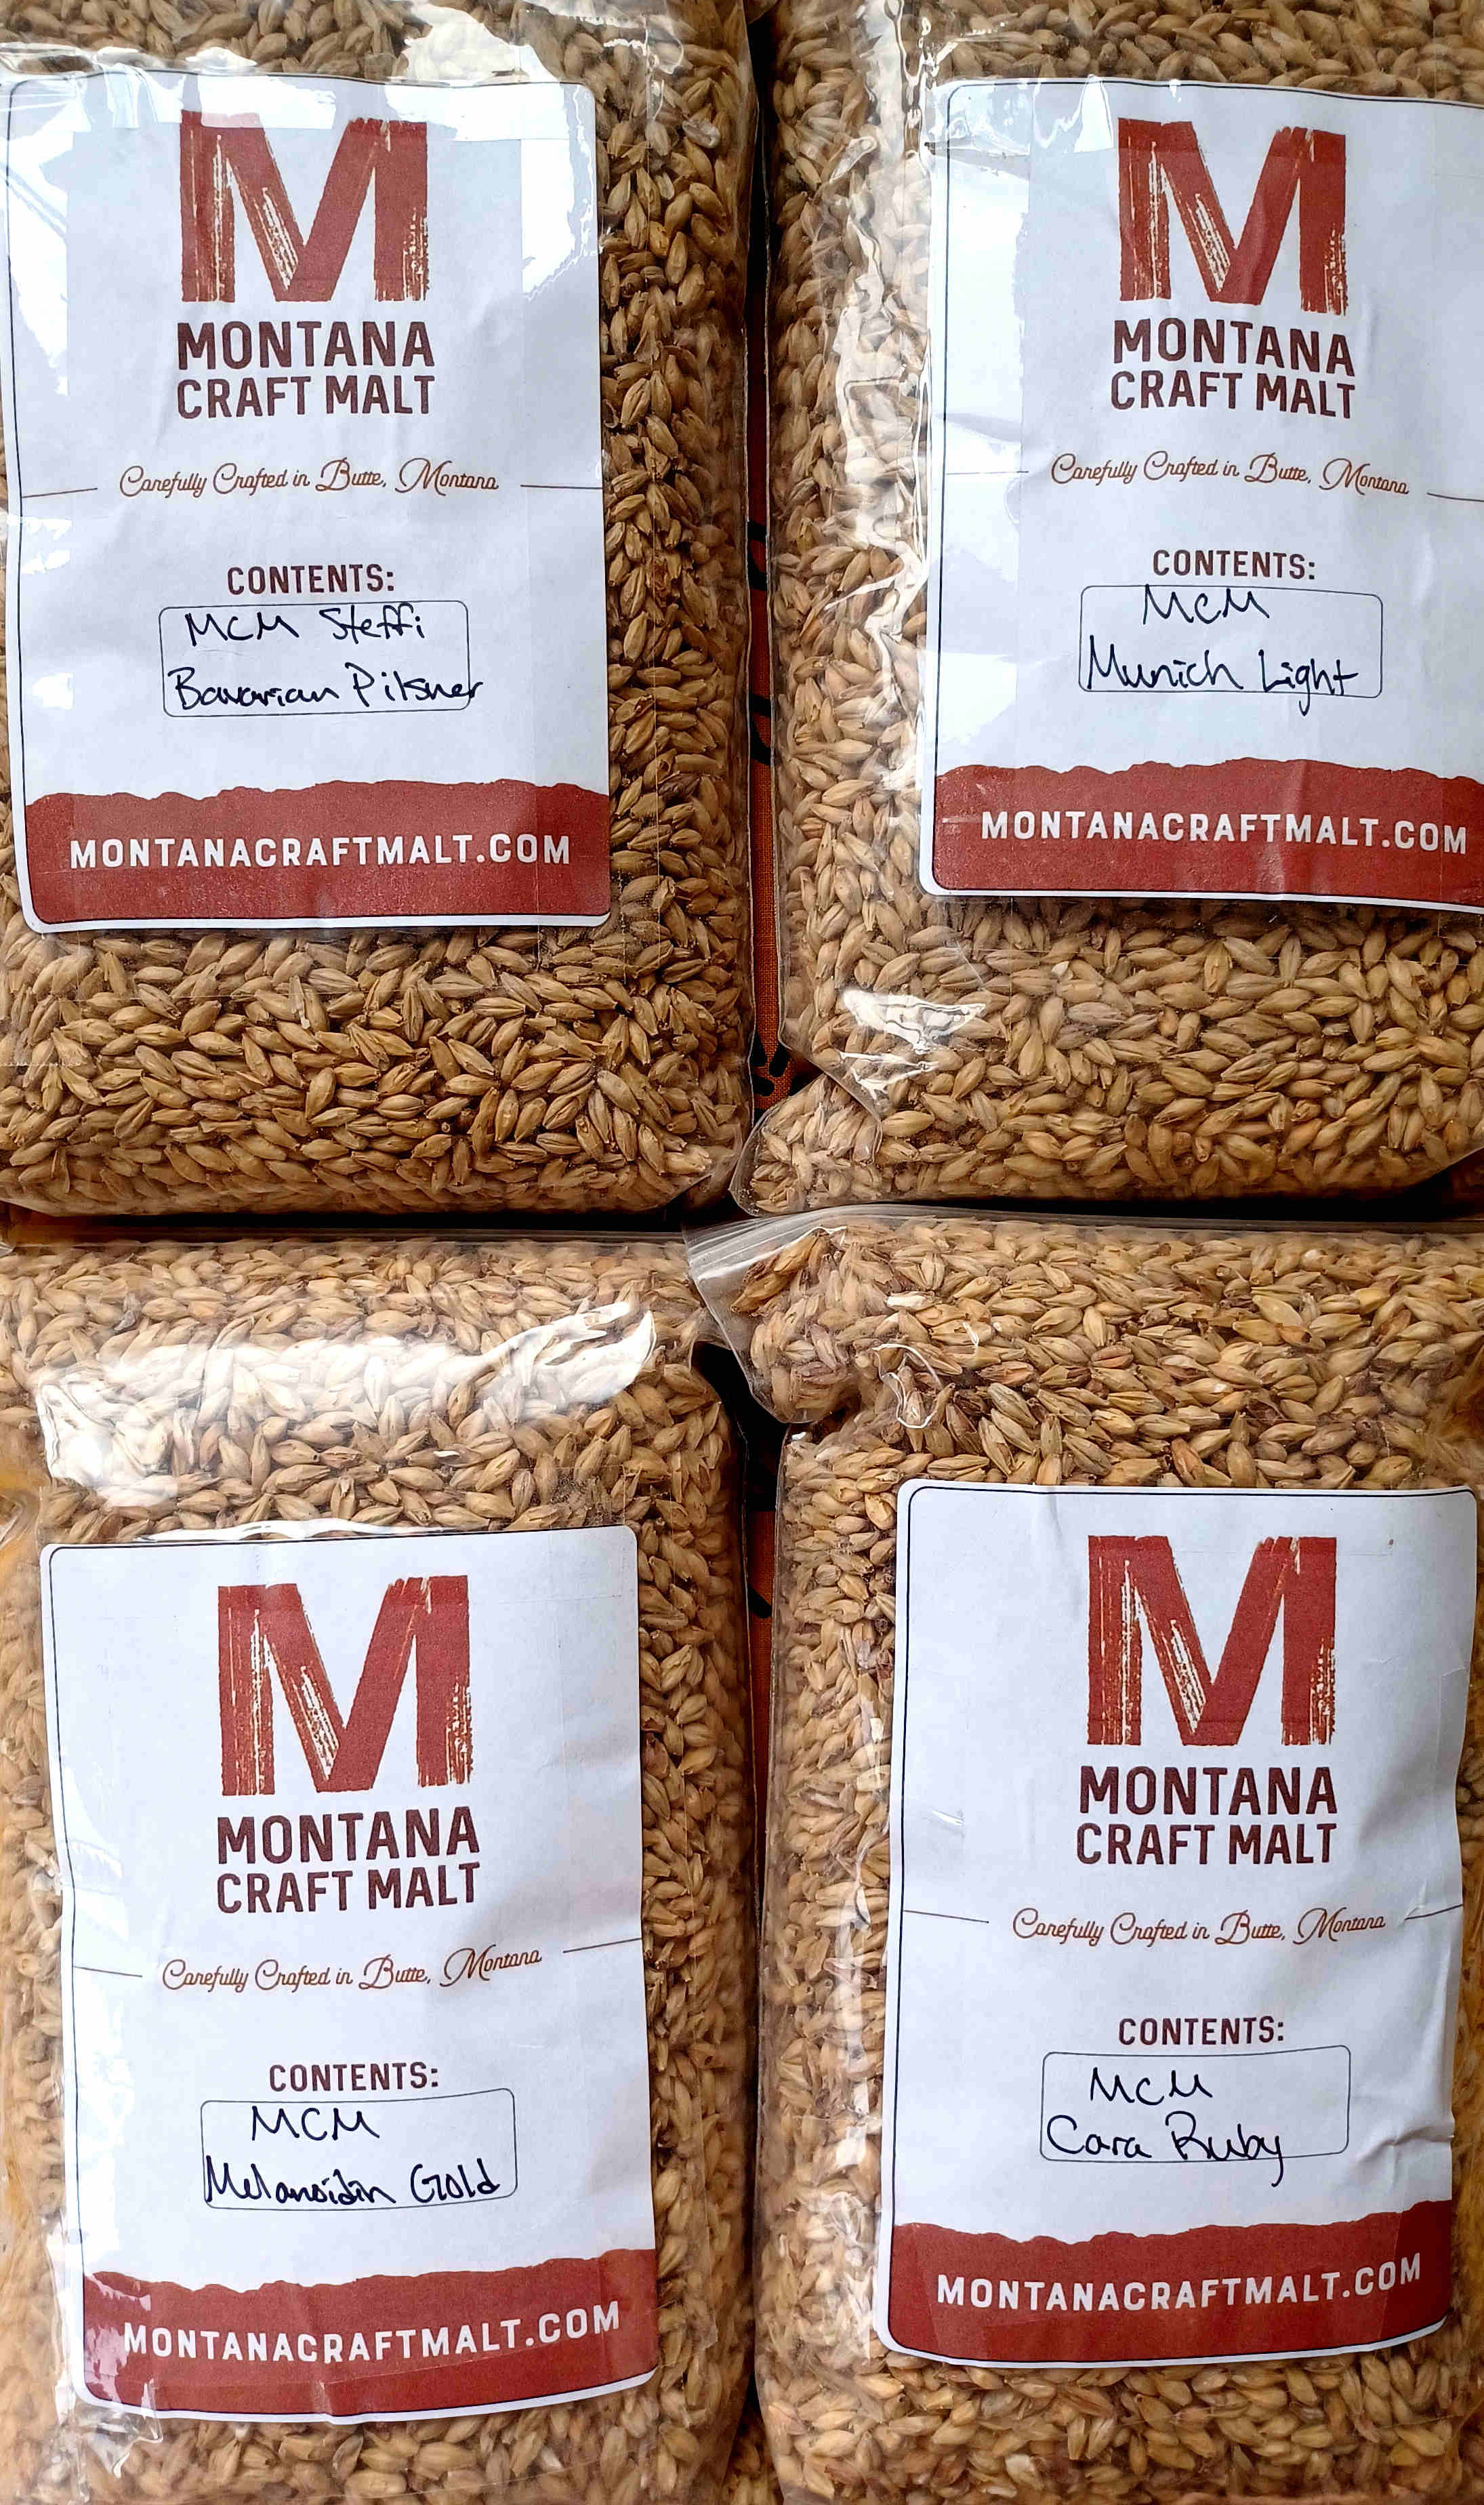 M
MONTANA
CRAFT MALT
Carefully Crafted in Butte, Montana
CONTENTS:
MCM Steffi
Bavarian Pilsner
MONTANACRAFTMALT.COM
M
MONTANA
CRAFT MALT
Carefully Crafted in Butte, Montana
CONTENTS:
MCM
Munich Light
MONTANACRAFTMALT.COM
M
MONTANA
CRAFT MALT
Carefully Crafted in Butte, Montana
CONTENTS:
MCM
Melanoidin Gold
MONTANACRAFTMALT.COM
M
MONTANA
CRAFT MALT
Carefully Crafted in Butte, Montana
CONTENTS:
MCM
Cara Ruby
MONTANACRAFTMALT.COM